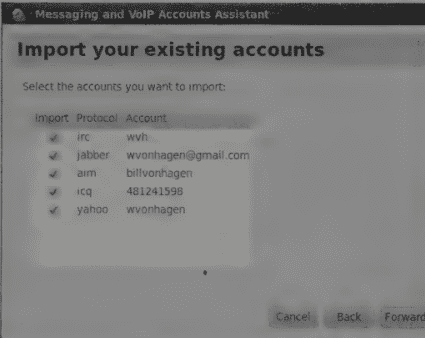 Messaging and VoIP Accounts Assistant
Import your existing accounts
Select the accounts you want to import:
Import Protocol Account
irc wvh
jabber wvonhagen@gmail.com
aim billvonhagen
icq 481241598
yahoo wvonhagen
Cancel Back Forward